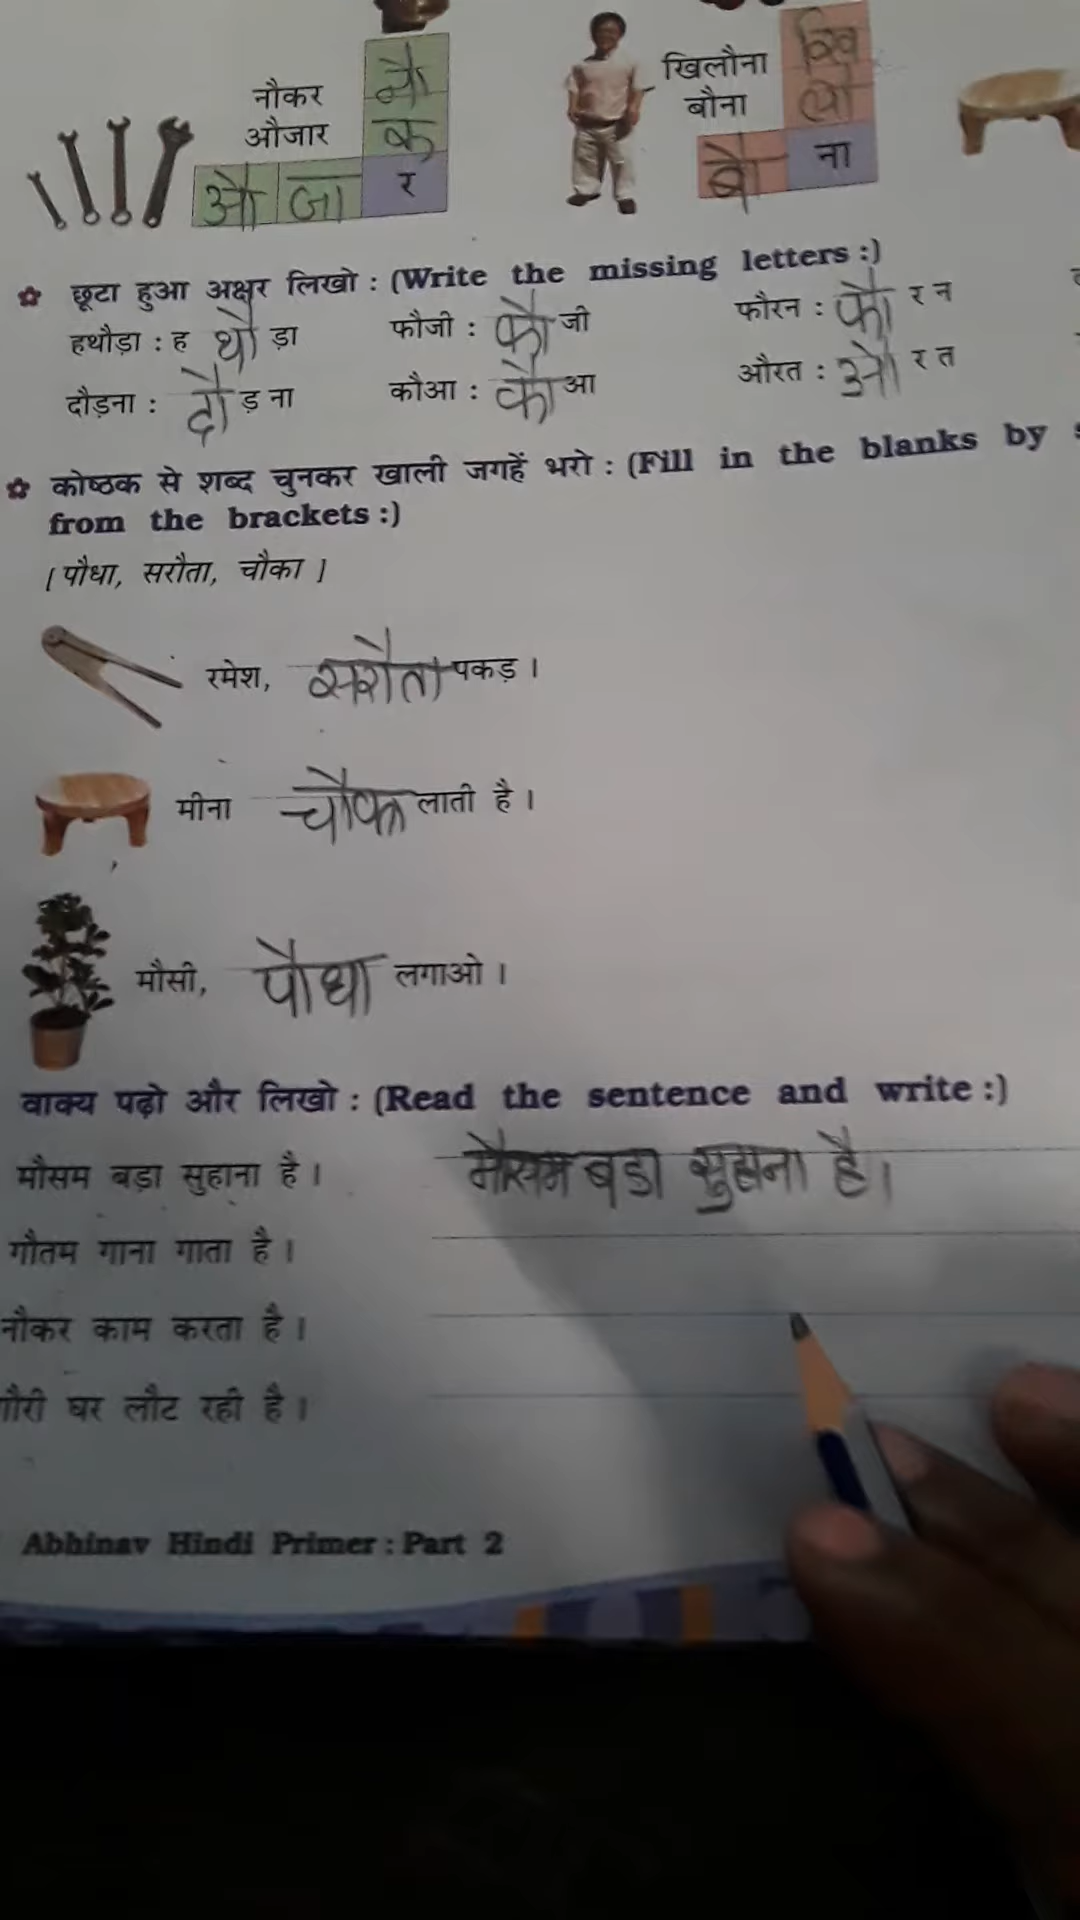 नौकर नौ खिलौना खि
औजार क बौना लौ
औ जा र बौ ना
छूटा हुआ अक्षर लिखो : (Write the missing letters :)
हथौड़ा : ह थौ ड़ा फौजी : फौ जी फौरन : फौ र न
दौड़ना : दौ ड़ ना कौआ : कौ आ औरत : औ र त
कोष्ठक से शब्द चुनकर खाली जगहें भरो : (Fill in the blanks by
from the brackets :)
[ पौधा, सरौता, चौका ]
रमेश, सरौता पकड़ ।
मीना चौका लाती है ।
मौसी, पौधा लगाओ ।
वाक्य पढ़ो और लिखो : (Read the sentence and write :)
मौसम बड़ा सुहाना है । मौसम बडा सुहाना है ।
गौतम गाना गाता है ।
नौकर काम करता है ।
गौरी घर लौट रही है ।
Abhinav Hindi Primer : Part 2